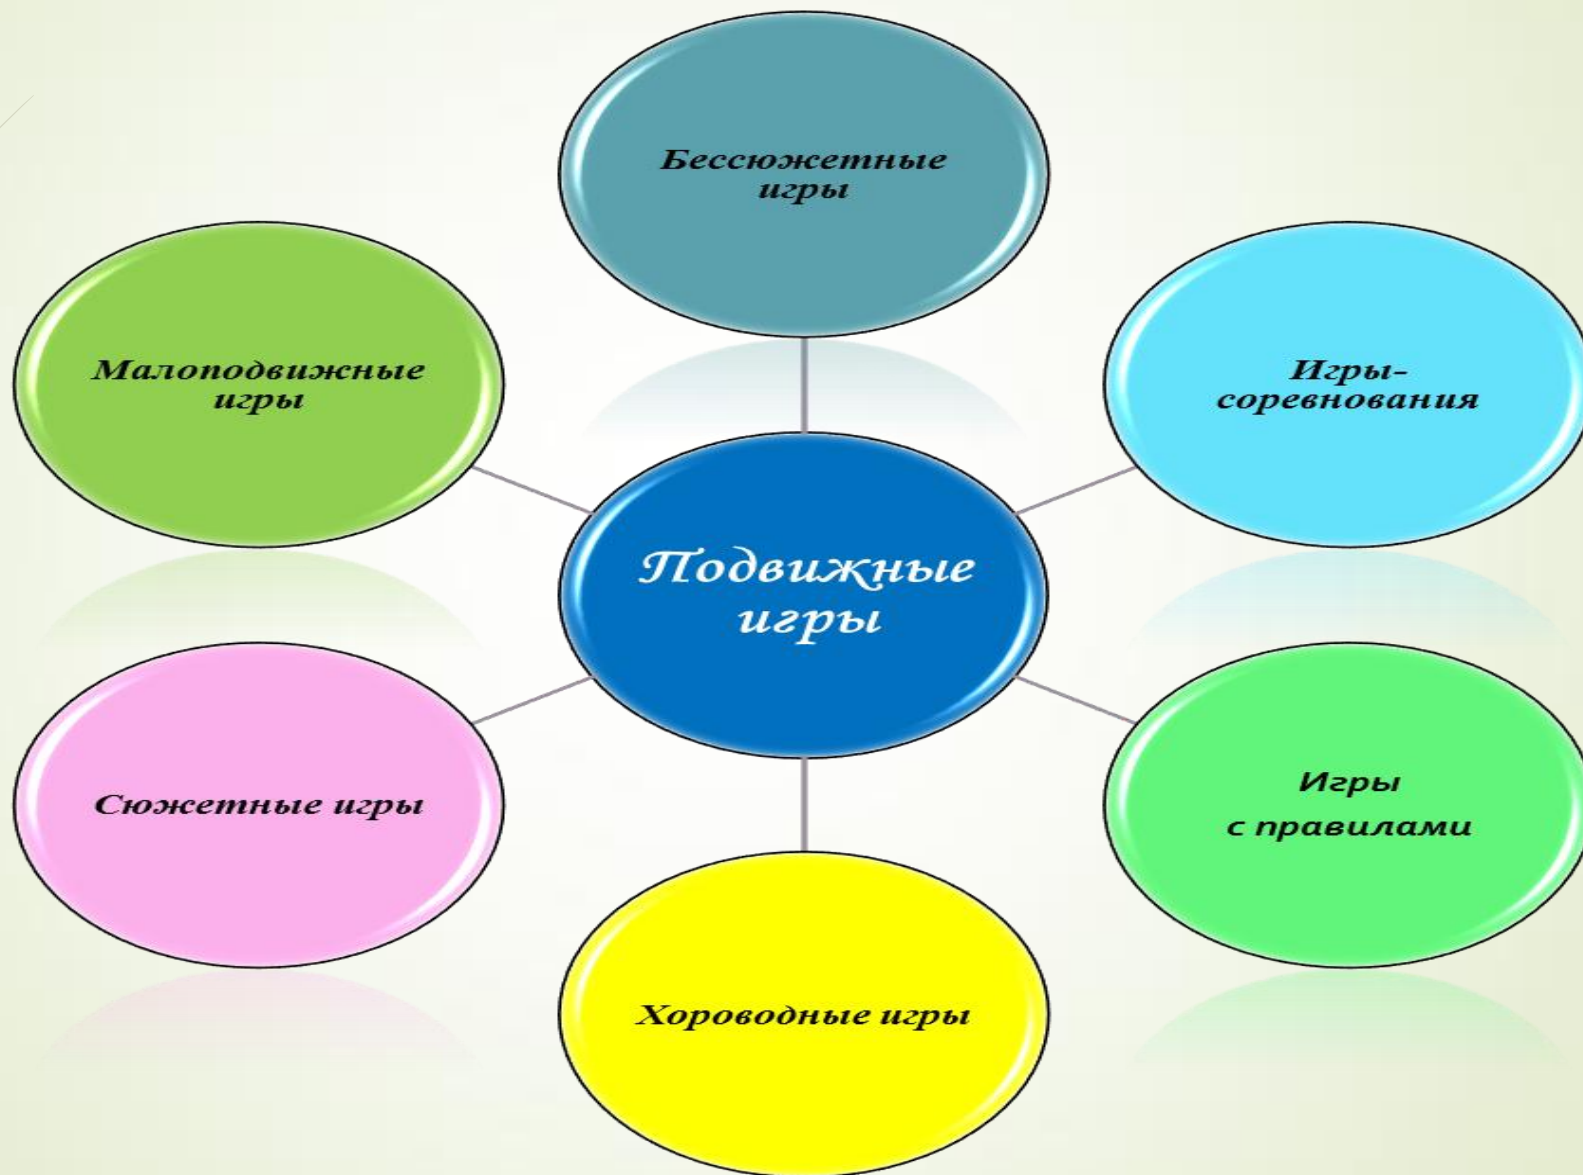 Бессюжетные
игры
Малоподвижные
игры
Игры-
соревнования
Подвижные
игры
Сюжетные игры
Игры
с правилами
Хороводные игры